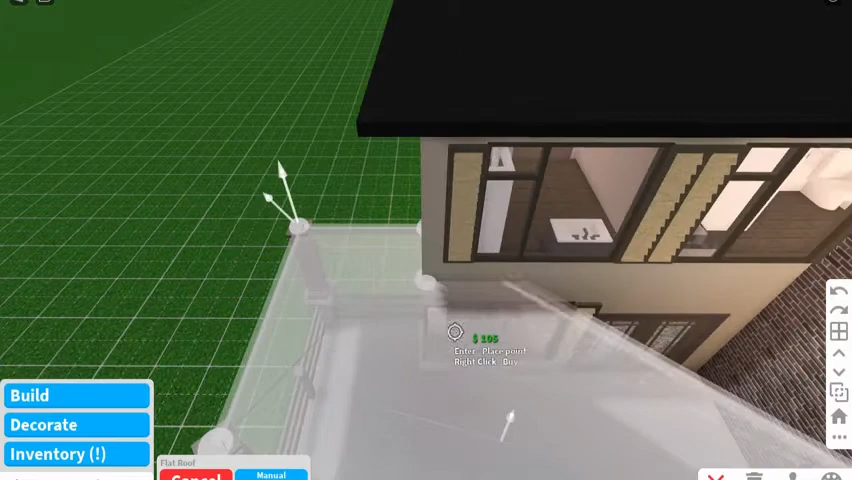 $ 105
Enter Place point
Right Click Buy
Build
Decorate
Inventory (!)
Flat Roof
Cancel
Manual